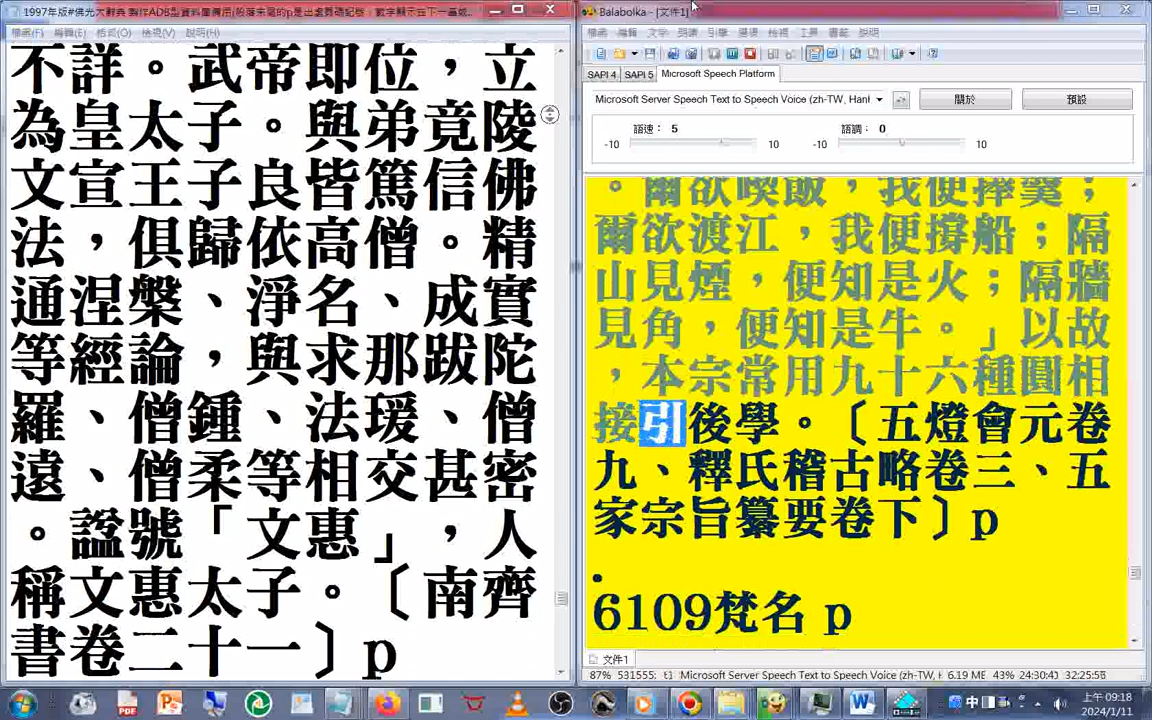 1997年版#佛光大辭典
不詳。武帝即位，立
為皇太子。與弟竟陵
文宣王子良皆篤信佛
法，俱歸依高僧。精
通涅槃、淨名、成實
等經論，與求那跋陀
羅、僧鍾、法瑗、僧
遠、僧柔等相交甚密
。諡號「文惠」，人
稱文惠太子。〔南齊
書卷二十一〕p
Balabolka - [文件1]
SAPI 4 SAPI 5 Microsoft Speech Platform
Microsoft Server Speech Text to Speech Voice (zh-TW, Hanl
關於
預設
語速： 5
語調： 0
-10 10 -10 10
。爾欲喫飯，我便捧羹；
爾欲渡江，我便撐船；隔
山見煙，便知是火；隔牆
見角，便知是牛。」以故
，本宗常用九十六種圓相
接引後學。〔五燈會元卷
九、釋氏稽古略卷三、五
家宗旨纂要卷下〕p
.
6109梵名 p
文件1
87% Microsoft Server Speech Text to Speech Voice (zh-TW, 6.19 ME 43%
中
上午 09:18
2024/1/11